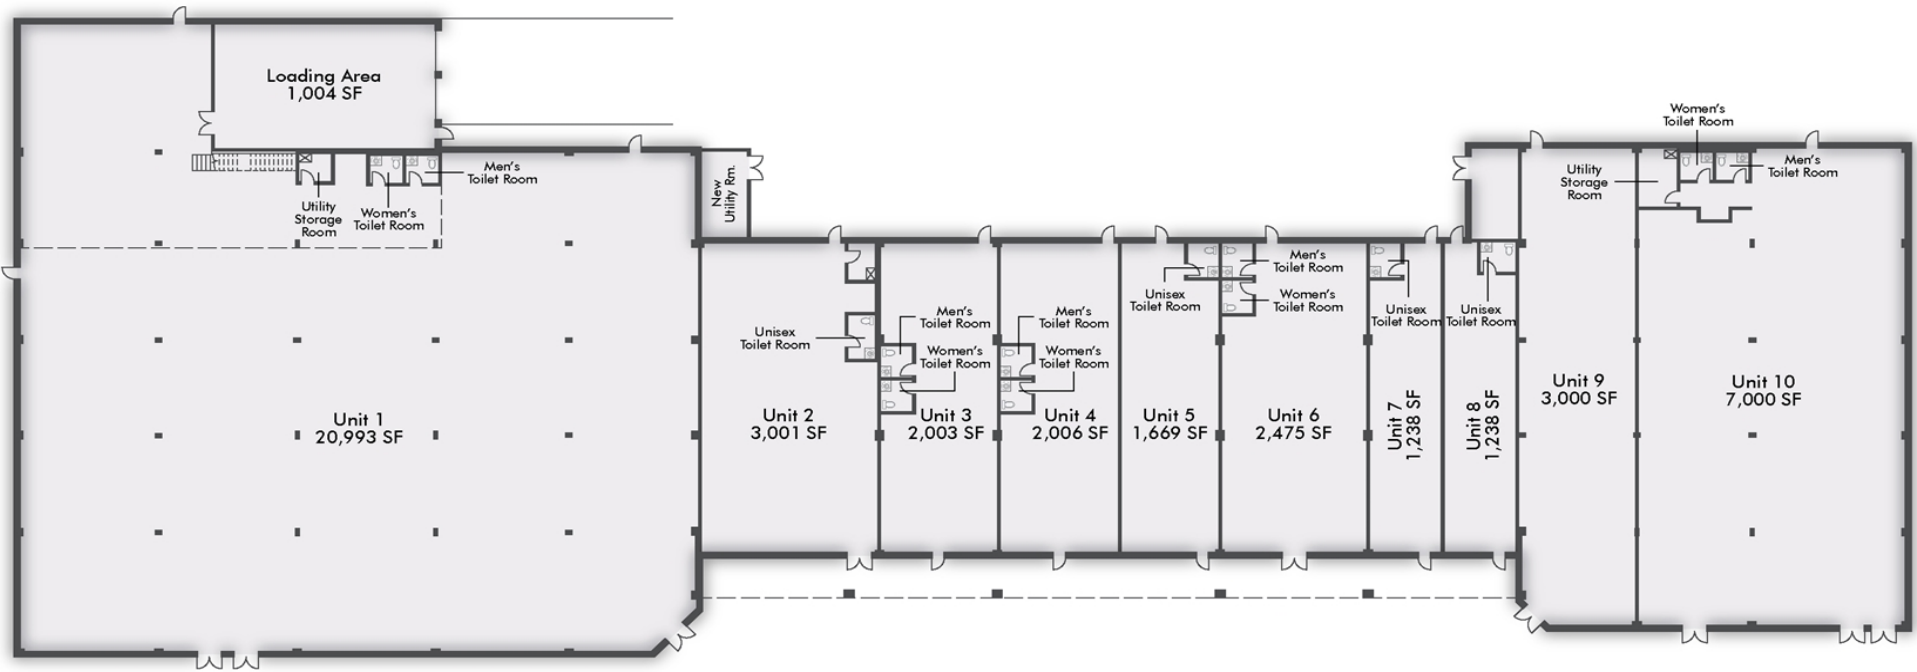 Loading Area
1,004 SF
Men's
Toilet Room
Utility
Storage
Room
Women's
Toilet Room
Unit 1
20,993 SF
New
Utility Rm.
Unisex
Toilet Room
Unit 2
3,001 SF
Men's
Toilet Room
Women's
Toilet Room
Unit 3
2,003 SF
Men's
Toilet Room
Women's
Toilet Room
Unit 4
2,006 SF
Unisex
Toilet Room
Unit 5
1,669 SF
Men's
Toilet Room
Women's
Toilet Room
Unit 6
2,475 SF
Unisex
Toilet Room
Unit 7
1,238 SF
Unisex
Toilet Room
Unit 8
1,238 SF
Unit 9
3,000 SF
Women's
Toilet Room
Men's
Toilet Room
Utility
Storage
Room
Unit 10
7,000 SF